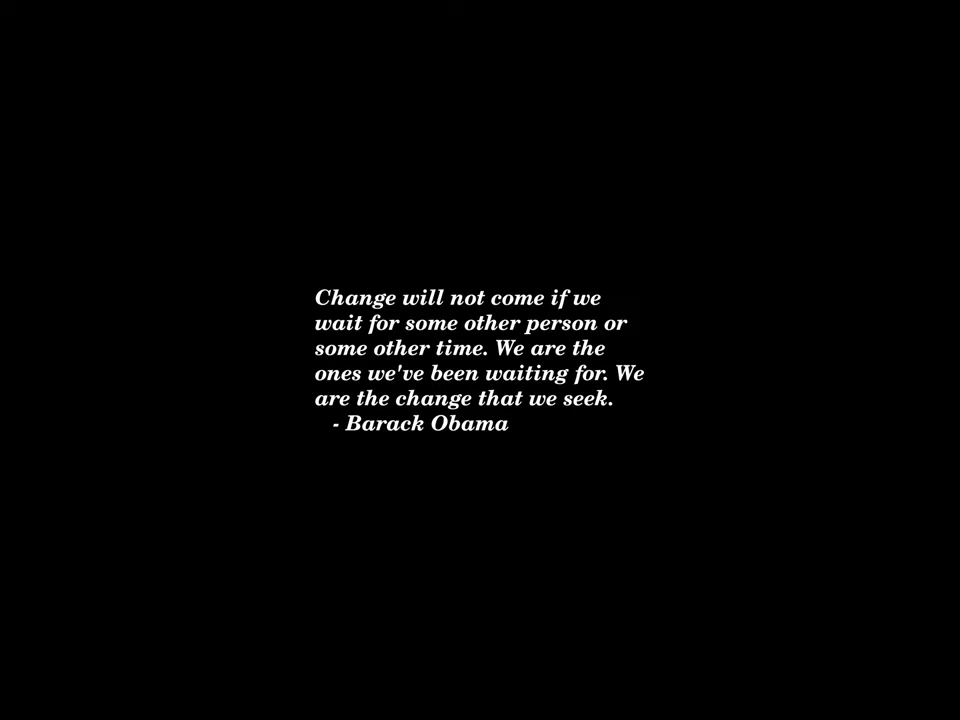 Change will not come if we
wait for some other person or
some other time. We are the
ones we've been waiting for. We
are the change that we seek.
- Barack Obama